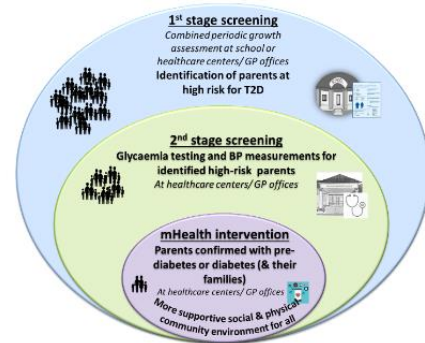 1st stage screening
Combined periodic growth
assessment at school or
healthcare centers/ GP offices
Identification of parents at
high risk for T2D
2nd stage screening
Glycaemia testing and BP measurements for
identified high-risk parents
At healthcare centers/ GP offices
mHealth intervention
Parents confirmed with pre-
diabetes or diabetes (& their
families)
At healthcare centers/ GP offices
More supportive social & physical
community environment for all